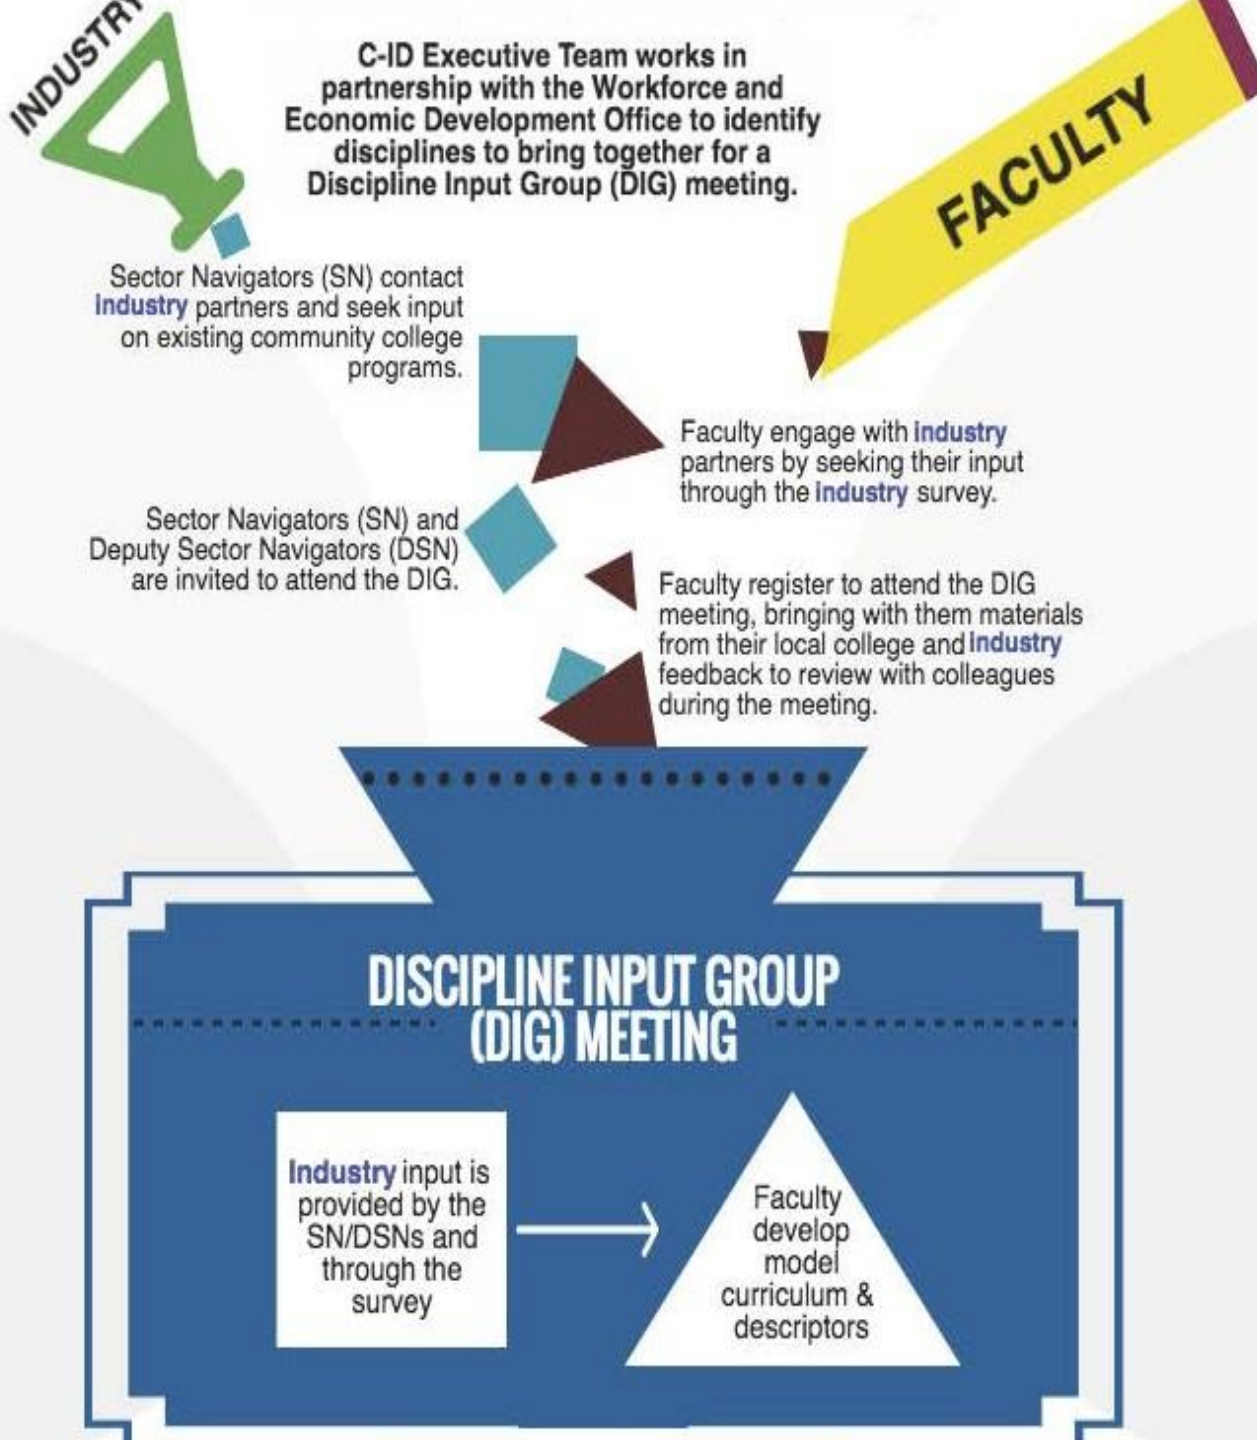 INDUSTRY
C-ID Executive Team works in
partnership with the Workforce and
Economic Development Office to identify
disciplines to bring together for a
Discipline Input Group (DIG) meeting.
FACULTY
Sector Navigators (SN) contact
industry partners and seek input
on existing community college
programs.
Faculty engage with industry
partners by seeking their input
through the industry survey.
Sector Navigators (SN) and
Deputy Sector Navigators (DSN)
are invited to attend the DIG.
Faculty register to attend the DIG
meeting, bringing with them materials
from their local college and industry
feedback to review with colleagues
during the meeting.
DISCIPLINE INPUT GROUP
(DIG) MEETING
Industry input is
provided by the
SN/DSNs and
through the
survey
Faculty
develop
model
curriculum &
descriptors